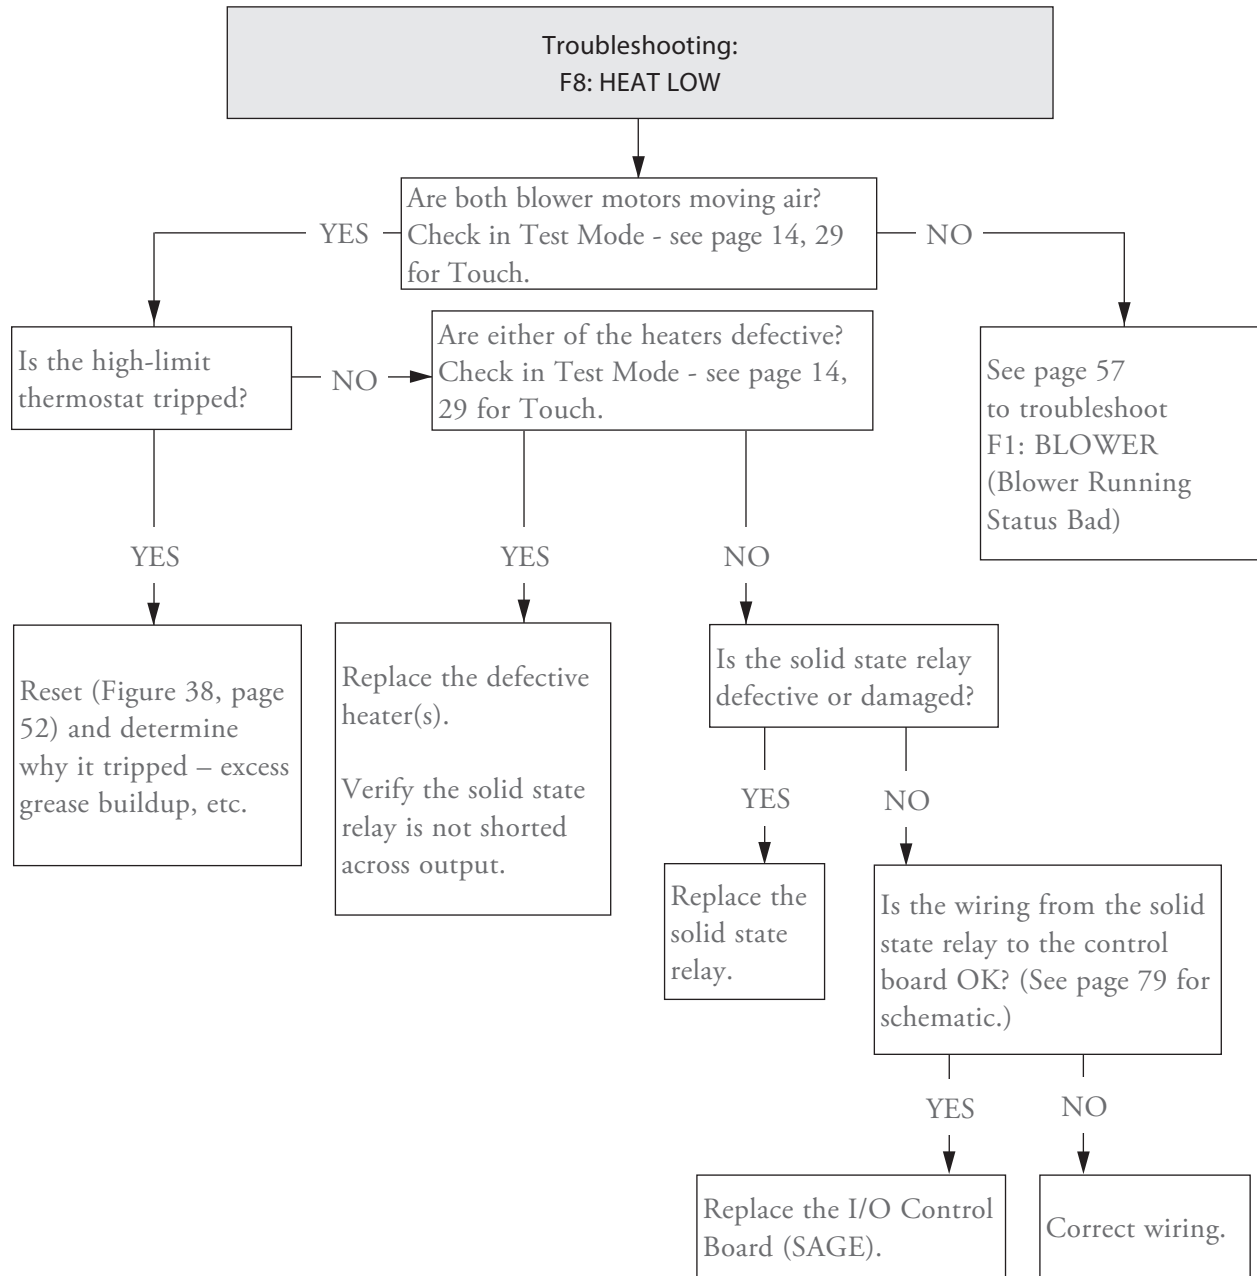 Troubleshooting:
F8: HEAT LOW
Are both blower motors moving air?
Check in Test Mode - see page 14, 29
for Touch.
YES
NO
Is the high-limit
thermostat tripped?
NO
Are either of the heaters defective?
Check in Test Mode - see page 14,
29 for Touch.
See page 57
to troubleshoot
F1: BLOWER
(Blower Running
Status Bad)
YES
YES
NO
Reset (Figure 38, page
52) and determine
why it tripped – excess
grease buildup, etc.
Replace the defective
heater(s).
Verify the solid state
relay is not shorted
across output.
Is the solid state relay
defective or damaged?
YES
NO
Replace the
solid state
relay.
Is the wiring from the solid
state relay to the control
board OK? (See page 79 for
schematic.)
YES
NO
Replace the I/O Control
Board (SAGE).
Correct wiring.